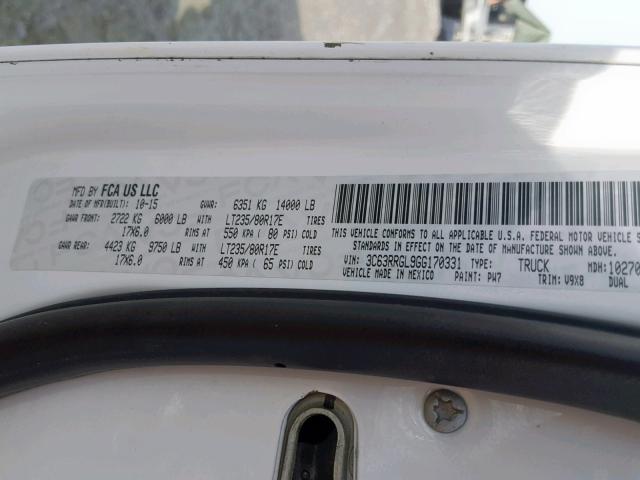 MFD BY FCA US LLC
DATE OF MFR(BUILT): 10-15 GVWR: 6351 KG 14000 LB
GAWR FRONT: 2722 KG 6000 LB WITH LT235/80R17E TIRES
17X6.0 RIMS AT 550 KPA ( 80 PSI) COLD
GAWR REAR: 4423 KG 9750 LB WITH LT235/80R17E TIRES
17X6.0 RIMS AT 450 KPA ( 65 PSI) COLD
THIS VEHICLE CONFORMS TO ALL APPLICABLE U.S.A. FEDERAL MOTOR VEHICLE
STANDARDS IN EFFECT ON THE DATE OF MANUFACTURE SHOWN ABOVE.
VIN: 3C63RRGL9GG170331 TYPE: TRUCK MDH: 10270
VEHICLE MADE IN MEXICO PAINT: PW7 TRIM: V9X8 DUAL